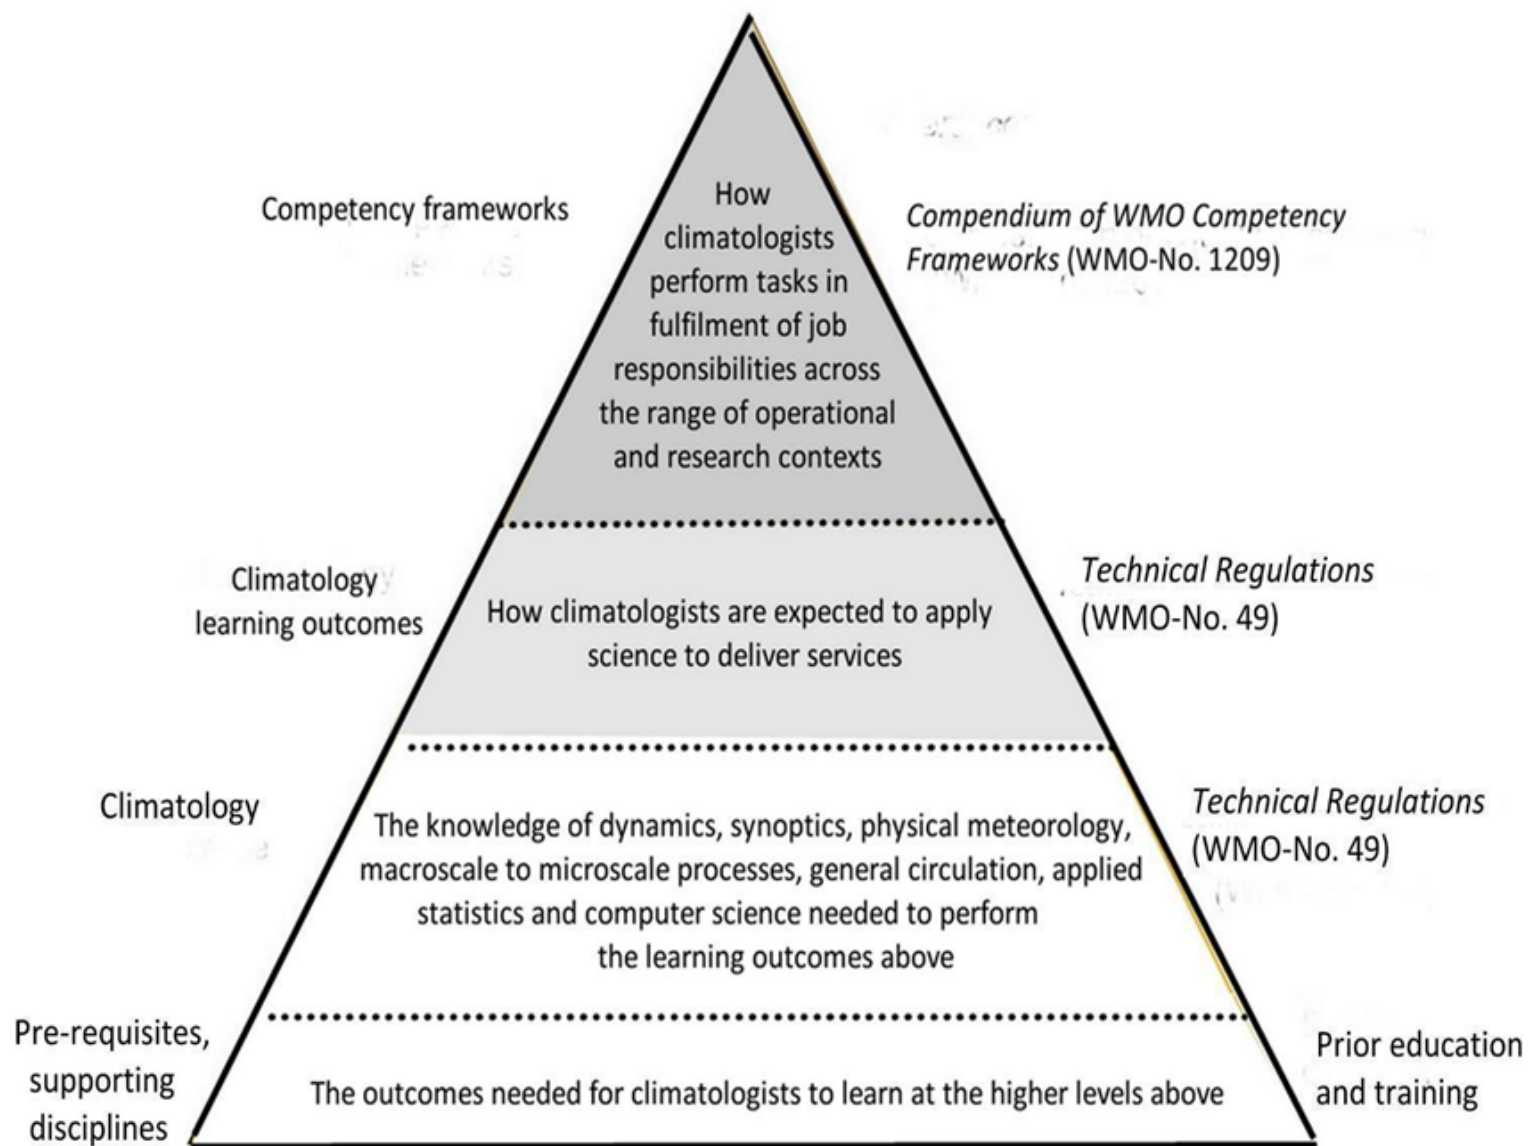 Competency frameworks
How
climatologists
perform tasks in
fulfilment of job
responsibilities across
the range of operational
and research contexts
Compendium of WMO Competency
Frameworks (WMO-No. 1209)
Climatology
learning outcomes
How climatologists are expected to apply
science to deliver services
Technical Regulations
(WMO-No. 49)
Climatology
The knowledge of dynamics, synoptics, physical meteorology,
macroscale to microscale processes, general circulation, applied
statistics and computer science needed to perform
the learning outcomes above
Technical Regulations
(WMO-No. 49)
Pre-requisites,
supporting
disciplines
The outcomes needed for climatologists to learn at the higher levels above
Prior education
and training